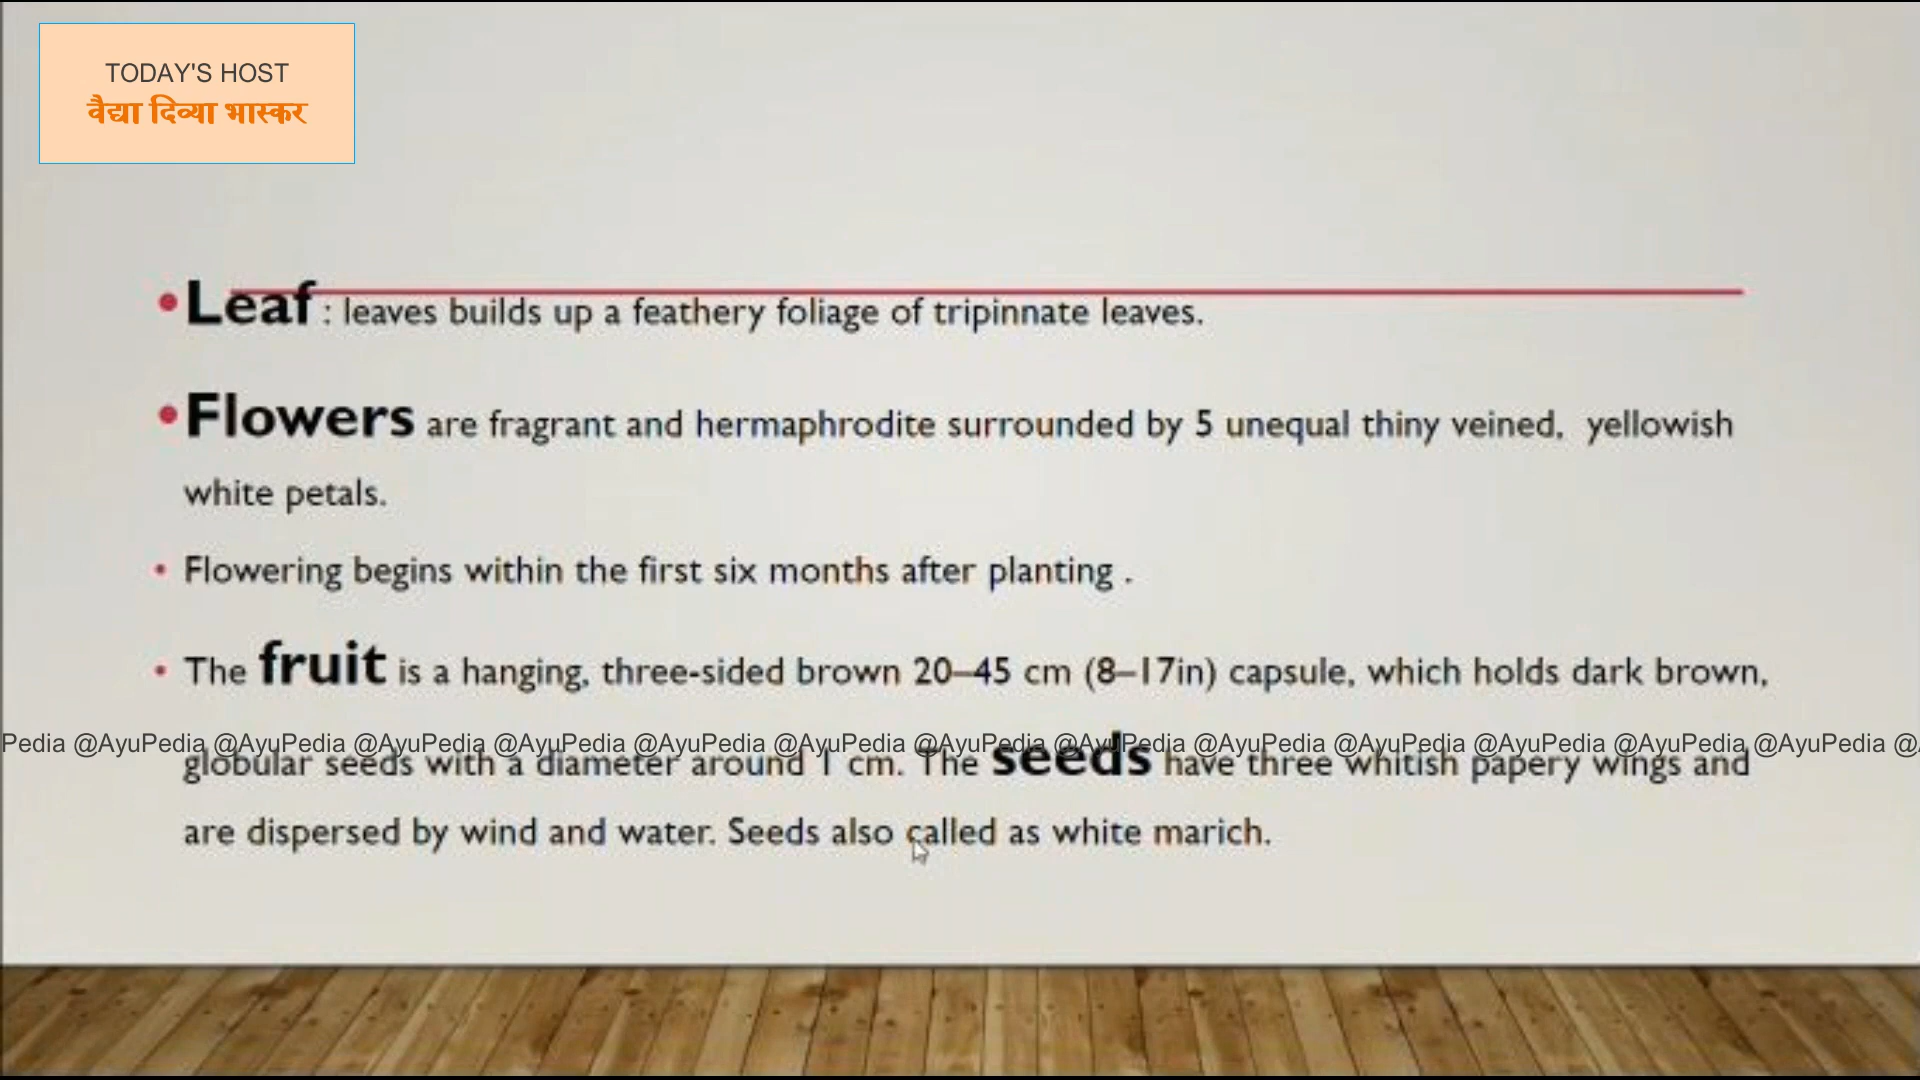 TODAY'S HOST
वैद्या दिव्या भास्कर
•Leaf : leaves builds up a feathery foliage of tripinnate leaves.
•Flowers are fragrant and hermaphrodite surrounded by 5 unequal thiny veined, yellowish
white petals.
• Flowering begins within the first six months after planting .
• The fruit is a hanging, three-sided brown 20–45 cm (8–17in) capsule, which holds dark brown,
Pedia @AyuPedia @AyuPedia @AyuPedia @AyuPedia @AyuPedia @AyuPedia @AyuPedia @AyuPedia @AyuPedia @AyuPedia @AyuPedia @AyuPedia @AyuPedia @
globular seeds with a diameter around 1 cm. The seeds have three whitish papery wings and
are dispersed by wind and water. Seeds also called as white marich.